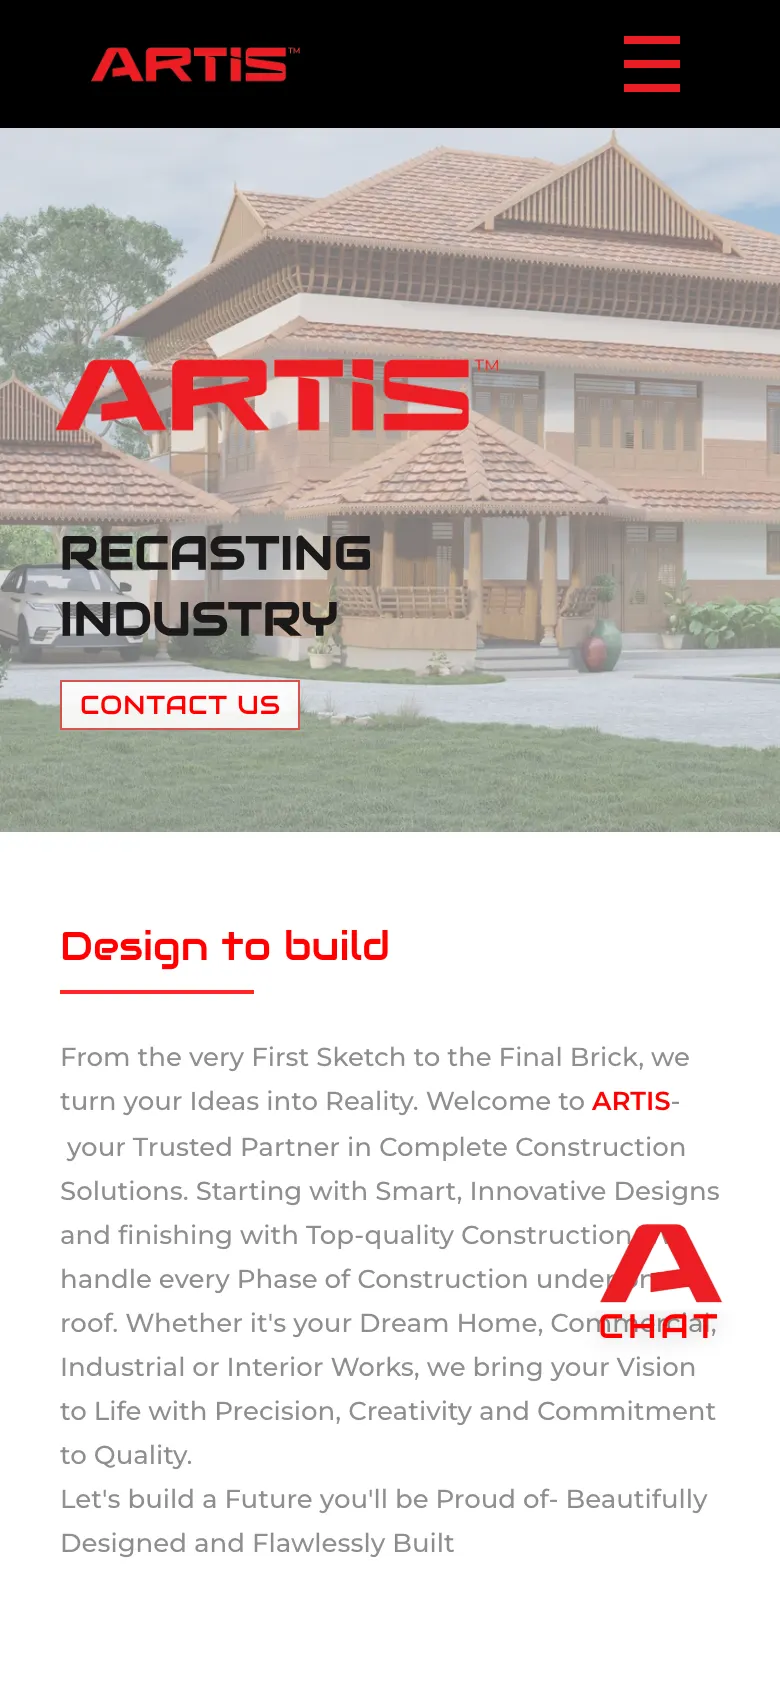 ARTIS™
ARTIS™
RECASTING
INDUSTRY
CONTACT US
Design to build
From the very First Sketch to the Final Brick, we
turn your Ideas into Reality. Welcome to ARTIS-
your Trusted Partner in Complete Construction
Solutions. Starting with Smart, Innovative Designs
and finishing with Top-quality Construction
handle every Phase of Construction under
roof. Whether it's your Dream Home, Commercial,
Industrial or Interior Works, we bring your Vision
to Life with Precision, Creativity and Commitment
to Quality.
Let's build a Future you'll be Proud of- Beautifully
Designed and Flawlessly Built
A
CHAT